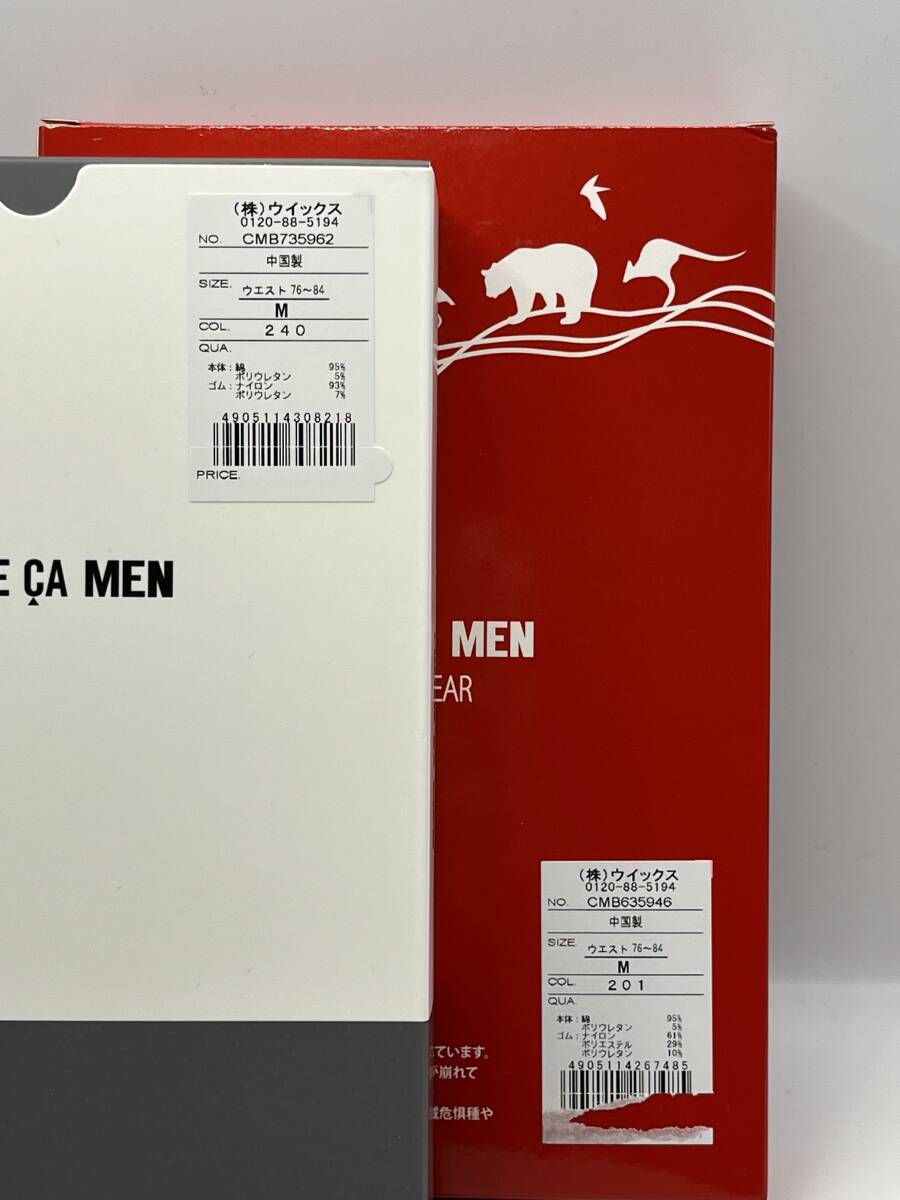 （株）ウイックス
0120-88-5194
NO. CMB735962
中国製
SIZE. ウエスト 76～84
M
COL. 240
QUA.
本体：綿 95%
ポリウレタン 5%
ゴム：ナイロン 93%
ポリウレタン 7%
4905114308218
PRICE.
E ÇA MEN
MEN
EAR
（株）ウイックス
0120-88-5194
NO. CMB635946
中国製
SIZE. ウエスト 76～84
M
COL. 201
QUA.
本体：綿 95%
ポリウレタン 5%
ゴム：ナイロン 61%
ポリエステル 29%
ポリウレタン 10%
4905114267485
ています。
が崩れて
危惧種や